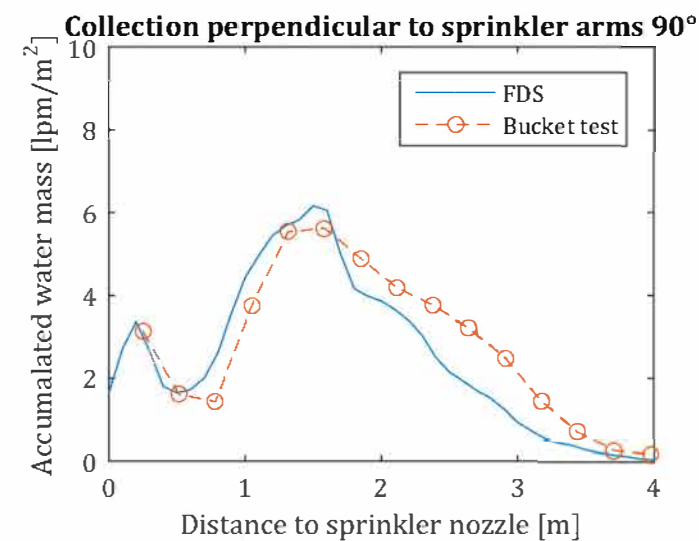 Collection perpendicular to sprinkler arms 90°
10
8
6
4
2
0
Accumalated water mass [lpm/m²]
FDS
Bucket test
0 1 2 3 4
Distance to sprinkler nozzle [m]